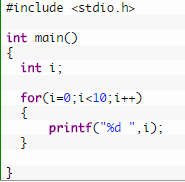 #include <stdio.h>
int main()
{
int i;
for(i=0;i<10;i++)
{
printf("%d ",i);
}
}